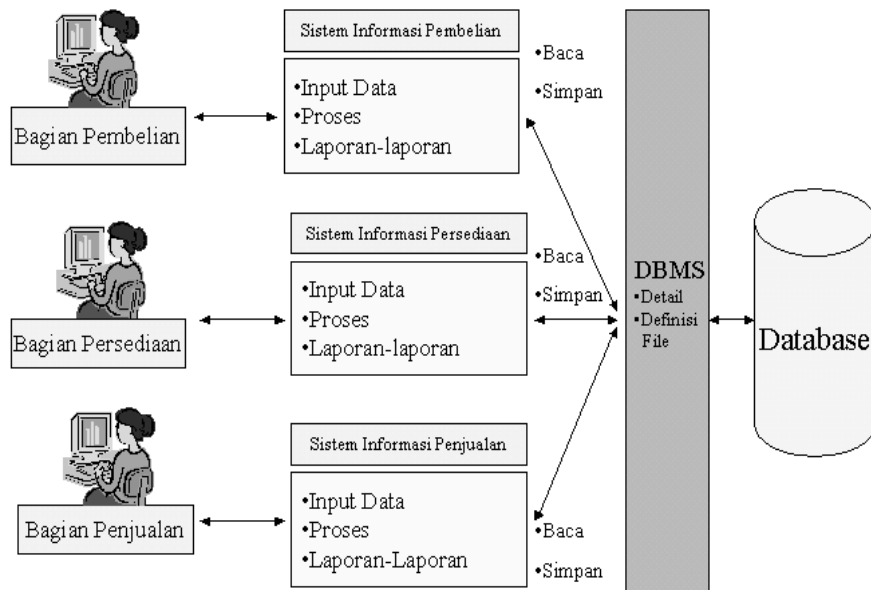 Sistem Informasi Pembelian
•Input Data
•Proses
•Laporan-laporan
Bagian Pembelian
•Baca
•Simpan
Sistem Informasi Persediaan
•Input Data
•Proses
•Laporan-laporan
Bagian Persediaan
•Baca
•Simpan
Sistem Informasi Penjualan
•Input Data
•Proses
•Laporan-Laporan
Bagian Penjualan
•Baca
•Simpan
DBMS
•Detail
•Definisi
File
Database